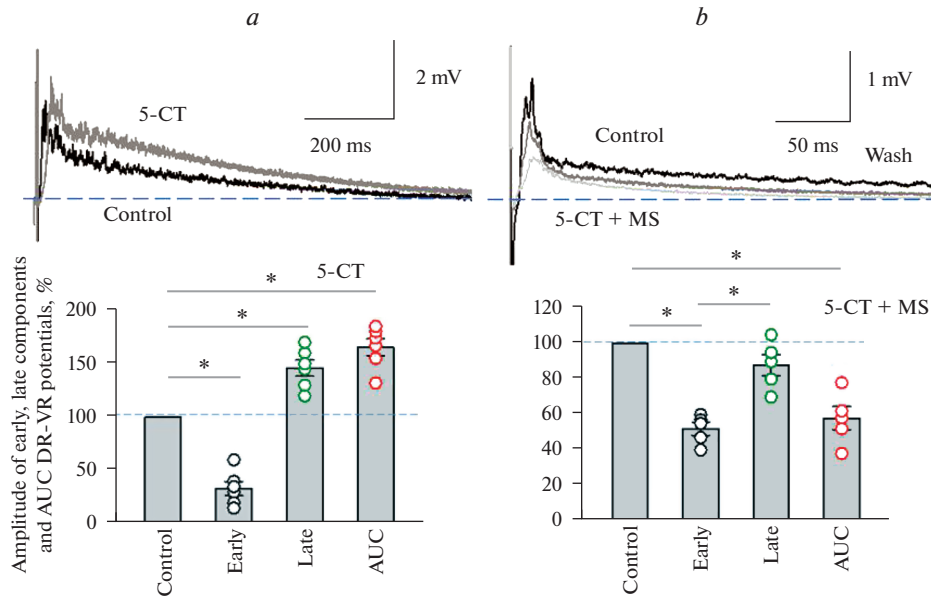 a
2 mV
5-CT
200 ms
Control
Amplitude of early, late components
and AUC DR-VR potentials, %
5-CT
*
*
*
200
150
100
50
0
Control
Early
Late
AUC
b
1 mV
Control
50 ms
Wash
5-CT + MS
*
5-CT + MS
*
*
120
100
80
60
40
20
0
Control
Early
Late
AUC